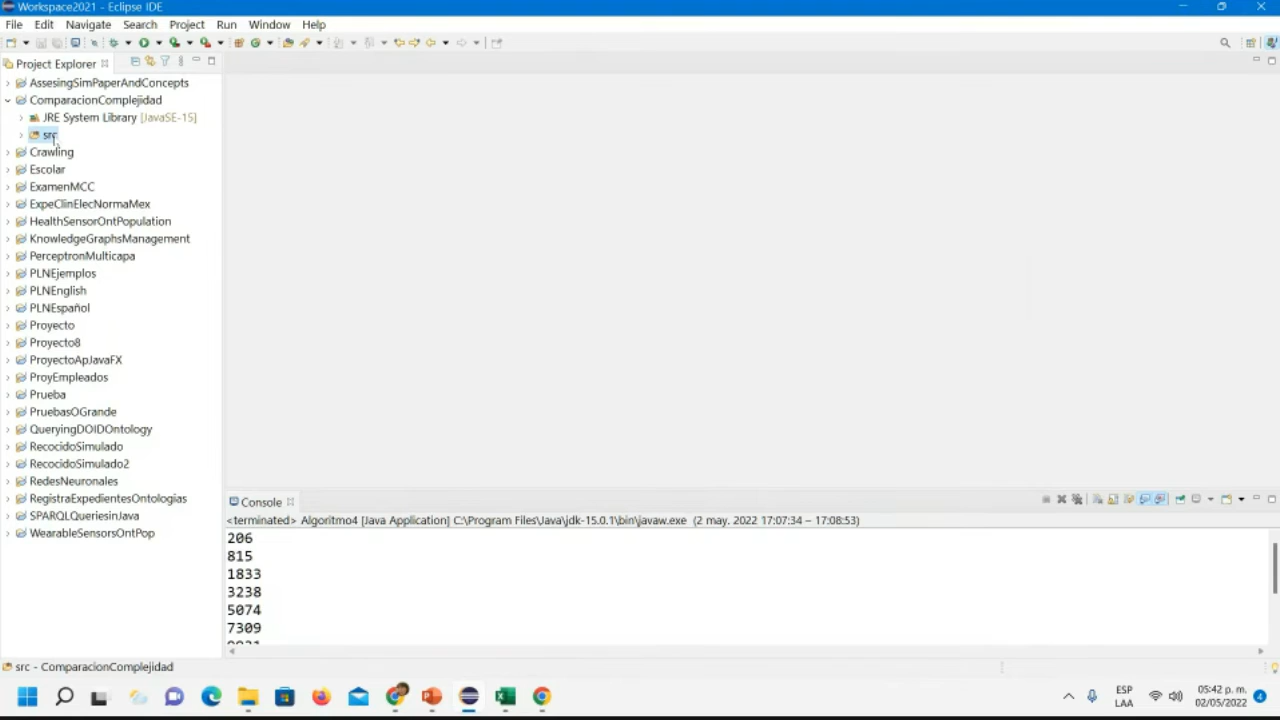 Workspace2021 - Eclipse IDE
File Edit Navigate Search Project Run Window Help
Project Explorer
AssesingSimPaperAndConcepts
ComparacionComplejidad
JRE System Library [JavaSE-15]
src
Crawling
Escolar
ExamenMCC
ExpeClinElecNormaMex
HealthSensorOntPopulation
KnowledgeGraphsManagement
PerceptronMulticapa
PLNEjemplos
PLNEnglish
PLNEspañol
Proyecto
Proyecto8
ProyectoApJavaFX
ProyEmpleados
Prueba
PruebasOGrande
QueryingDOIDOntology
RecocidoSimulado
RecocidoSimulado2
RedesNeuronales
RegistraExpedientesOntologias
SPARQLQueriesinJava
WearableSensorsOntPop
Console
<terminated> Algoritmo4 [Java Application] C:\Program Files\Java\jdk-15.0.1\bin\javaw.exe (2 may. 2022 17:07:34 – 17:08:53)
206
815
1833
3238
5074
7309
src - ComparacionComplejidad
ESP
LAA
05:42 p. m.
02/05/2022
4